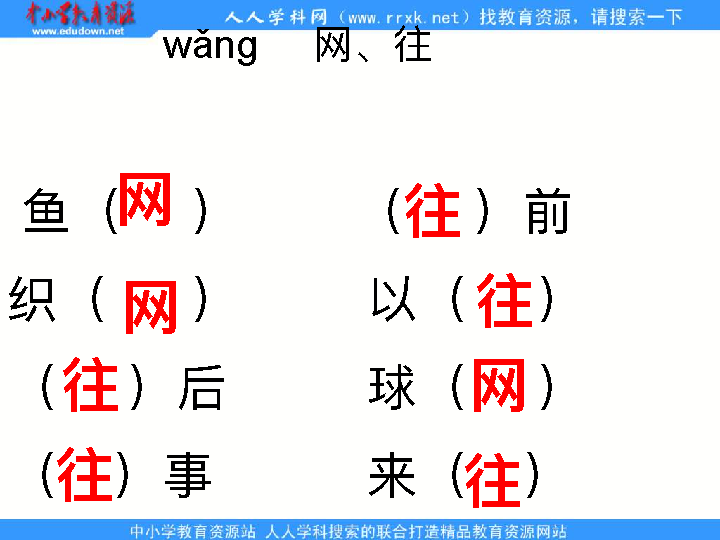 中小学教育资源
www.edudown.net
人人学科网（www.rrxk.net）找教育资源，请搜索一下
wǎng 网、往
鱼（网） （往）前
织（网） 以（往）
（往）后 球（网）
（往）事 来（往）
中小学教育资源站 人人学科搜索的联合打造精品教育资源网站